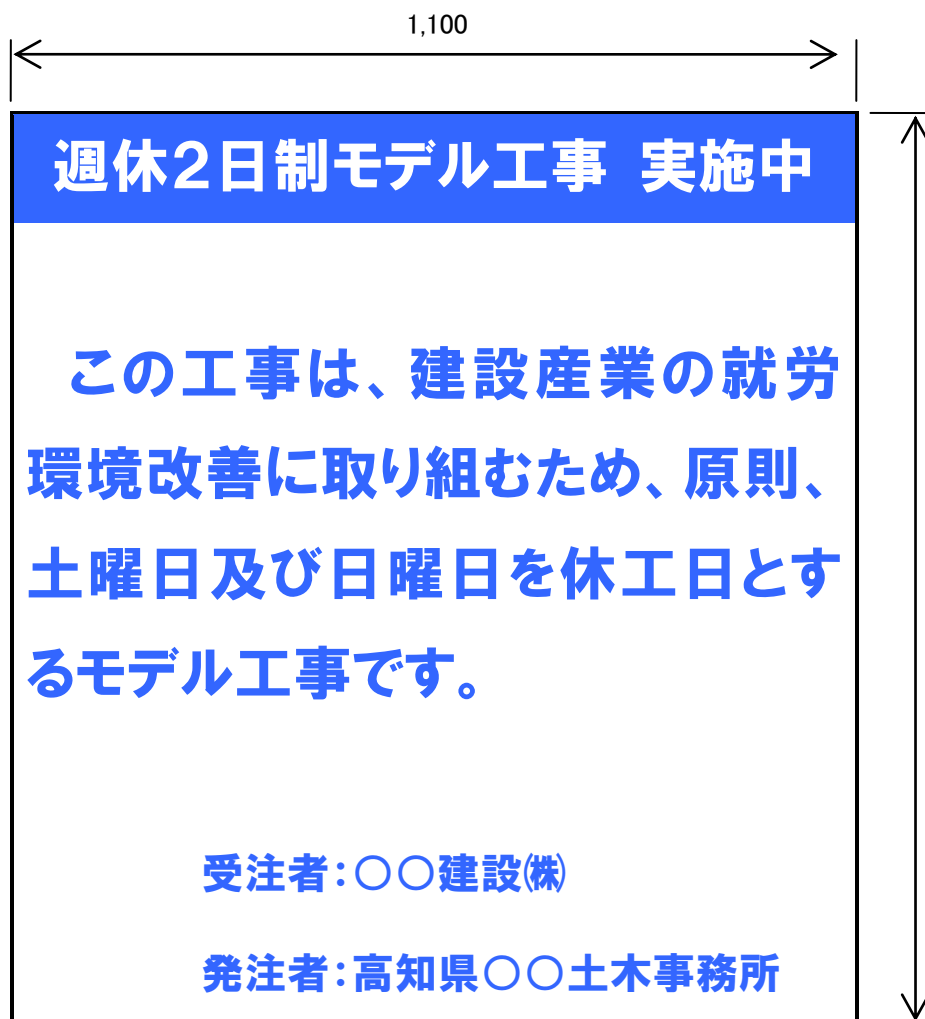 1,100
週休2日制モデル工事 実施中
この工事は、建設産業の就労
環境改善に取り組むため、原則、
土曜日及び日曜日を休工日とす
るモデル工事です。
受注者:〇〇建設㈱
発注者:高知県〇〇土木事務所